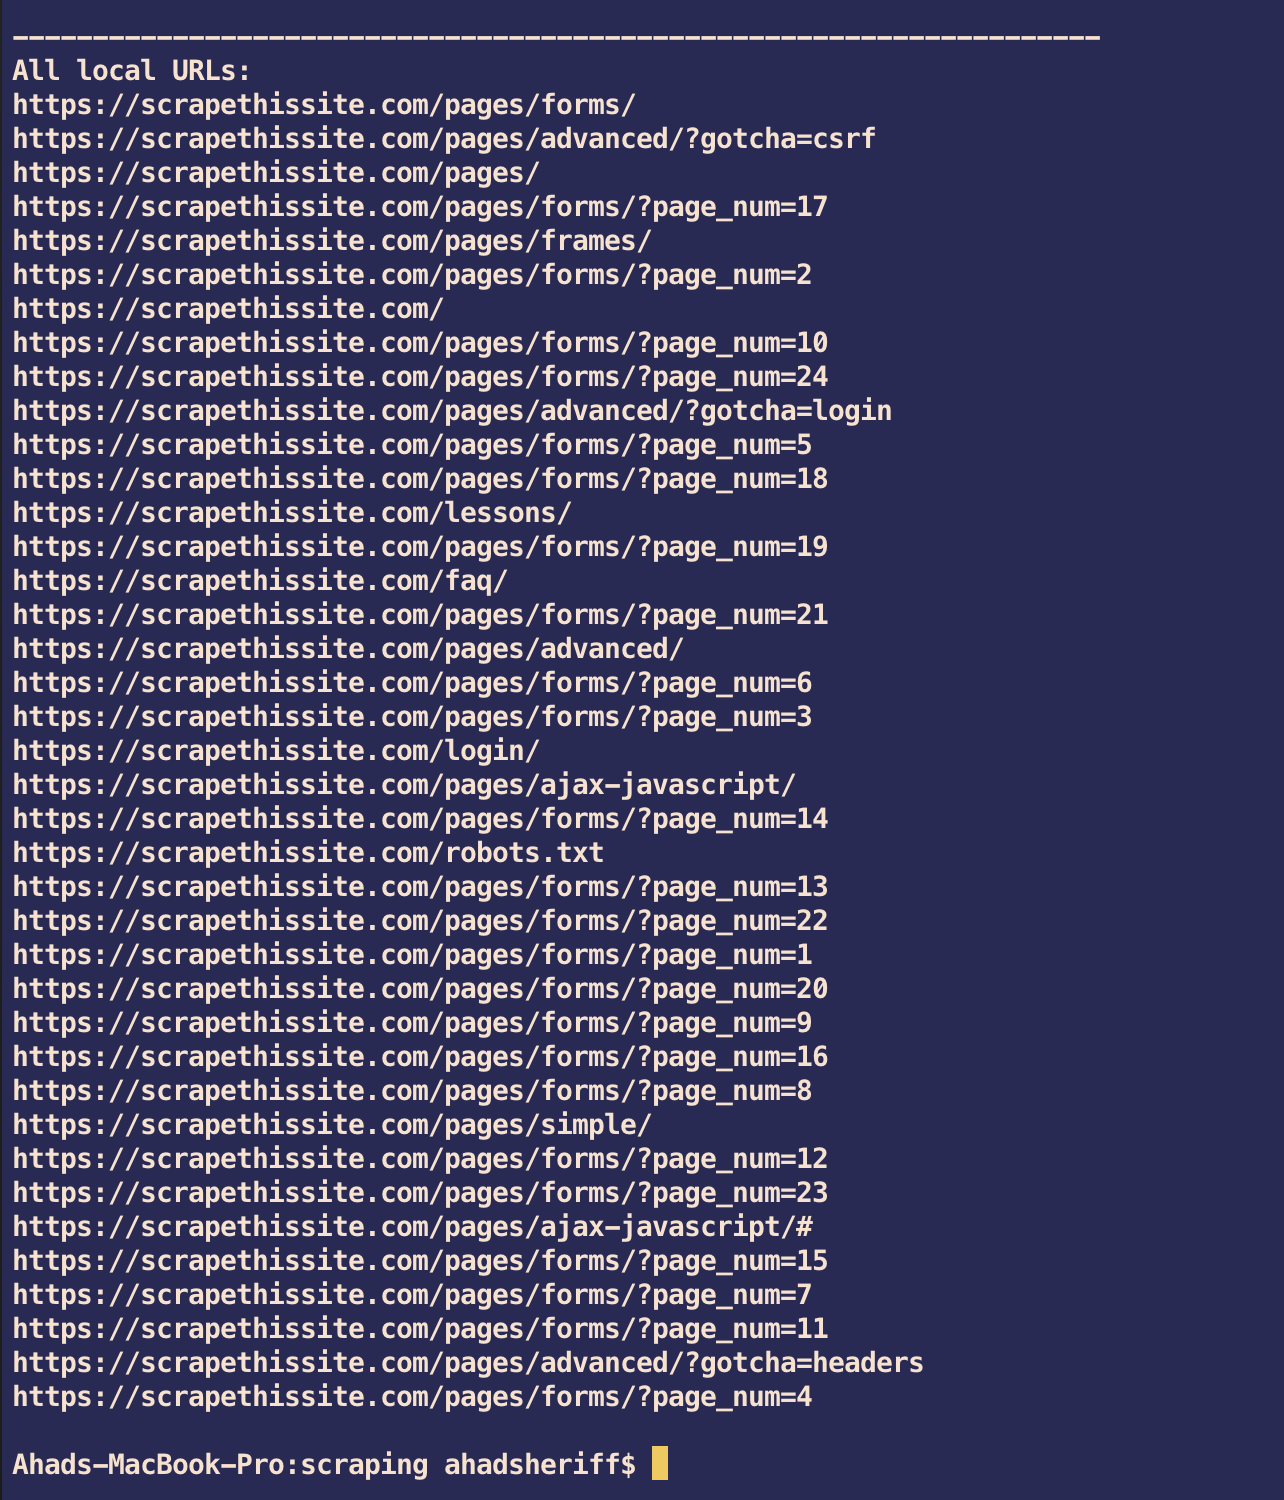 --------------------------------------------------------------------
All local URLs:
https://scrapethissite.com/pages/forms/
https://scrapethissite.com/pages/advanced/?gotcha=csrf
https://scrapethissite.com/pages/
https://scrapethissite.com/pages/forms/?page_num=17
https://scrapethissite.com/pages/frames/
https://scrapethissite.com/pages/forms/?page_num=2
https://scrapethissite.com/
https://scrapethissite.com/pages/forms/?page_num=10
https://scrapethissite.com/pages/forms/?page_num=24
https://scrapethissite.com/pages/advanced/?gotcha=login
https://scrapethissite.com/pages/forms/?page_num=5
https://scrapethissite.com/pages/forms/?page_num=18
https://scrapethissite.com/lessons/
https://scrapethissite.com/pages/forms/?page_num=19
https://scrapethissite.com/faq/
https://scrapethissite.com/pages/forms/?page_num=21
https://scrapethissite.com/pages/advanced/
https://scrapethissite.com/pages/forms/?page_num=6
https://scrapethissite.com/pages/forms/?page_num=3
https://scrapethissite.com/login/
https://scrapethissite.com/pages/ajax-javascript/
https://scrapethissite.com/pages/forms/?page_num=14
https://scrapethissite.com/robots.txt
https://scrapethissite.com/pages/forms/?page_num=13
https://scrapethissite.com/pages/forms/?page_num=22
https://scrapethissite.com/pages/forms/?page_num=1
https://scrapethissite.com/pages/forms/?page_num=20
https://scrapethissite.com/pages/forms/?page_num=9
https://scrapethissite.com/pages/forms/?page_num=16
https://scrapethissite.com/pages/forms/?page_num=8
https://scrapethissite.com/pages/simple/
https://scrapethissite.com/pages/forms/?page_num=12
https://scrapethissite.com/pages/forms/?page_num=23
https://scrapethissite.com/pages/ajax-javascript/#
https://scrapethissite.com/pages/forms/?page_num=15
https://scrapethissite.com/pages/forms/?page_num=7
https://scrapethissite.com/pages/forms/?page_num=11
https://scrapethissite.com/pages/advanced/?gotcha=headers
https://scrapethissite.com/pages/forms/?page_num=4
Ahads-MacBook-Pro:scraping ahadsheriff$